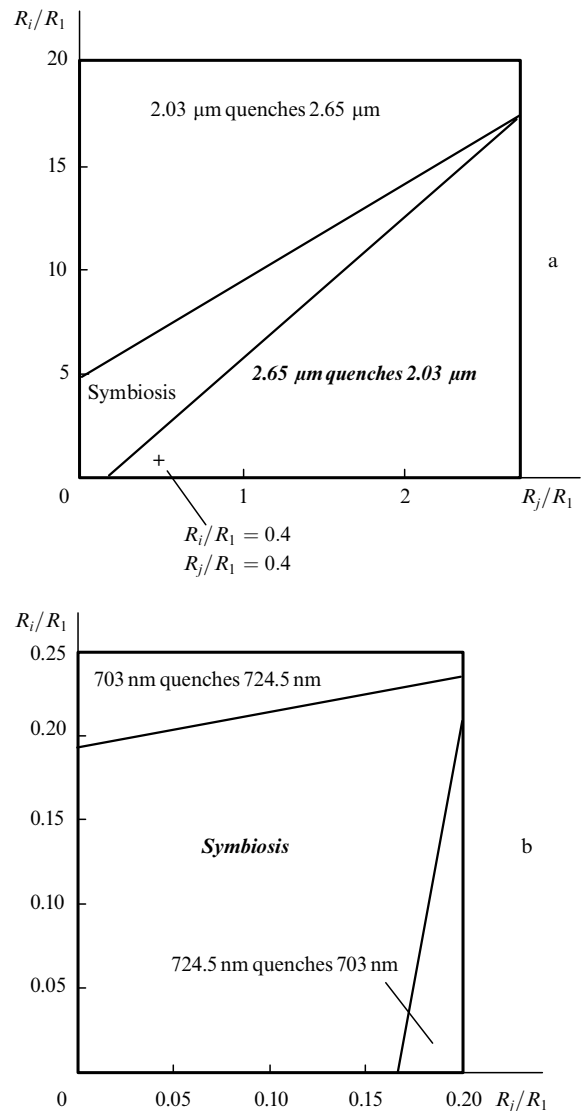 R_i/R_1
20
2.03 μm quenches 2.65 μm
15
10
a
2.65 μm quenches 2.03 μm
5
Symbiosis
+
0
1
2
R_j/R_1
R_i/R_1 = 0.4
R_j/R_1 = 0.4
R_i/R_1
0.25
703 nm quenches 724.5 nm
0.20
0.15
Symbiosis
b
0.10
724.5 nm quenches 703 nm
0.05
0
0.05
0.10
0.15
0.20
R_j/R_1